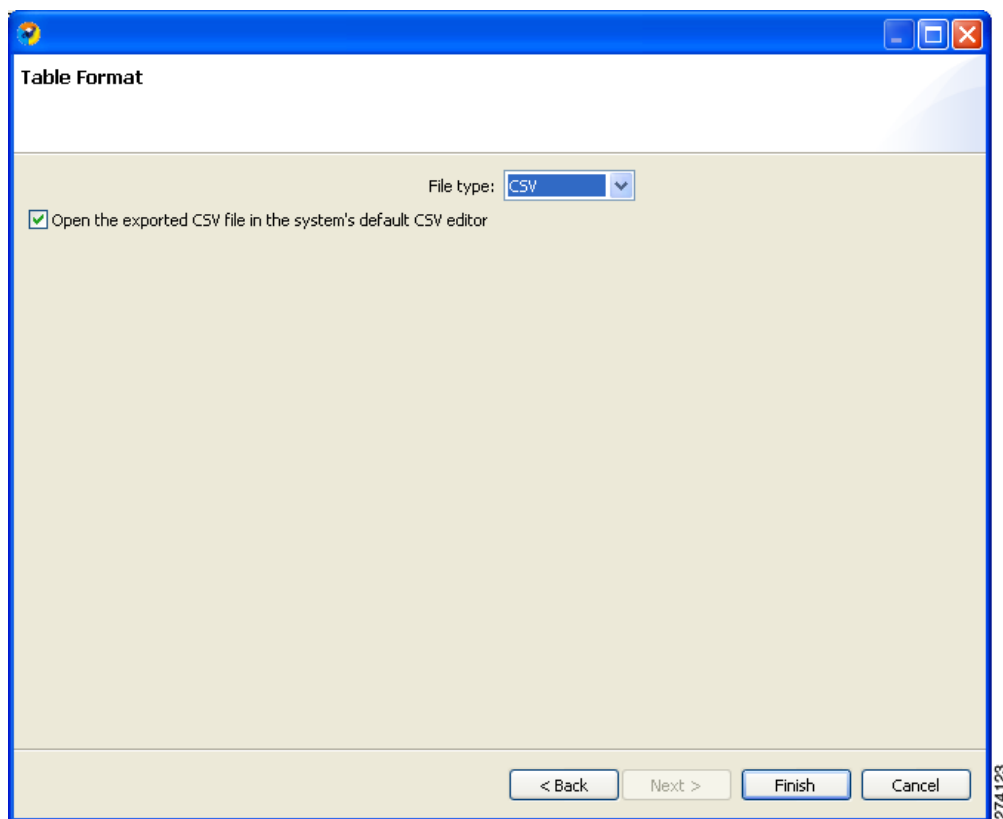 Table Format
File type: CSV
Open the exported CSV file in the system's default CSV editor
< Back Next > Finish Cancel
274123